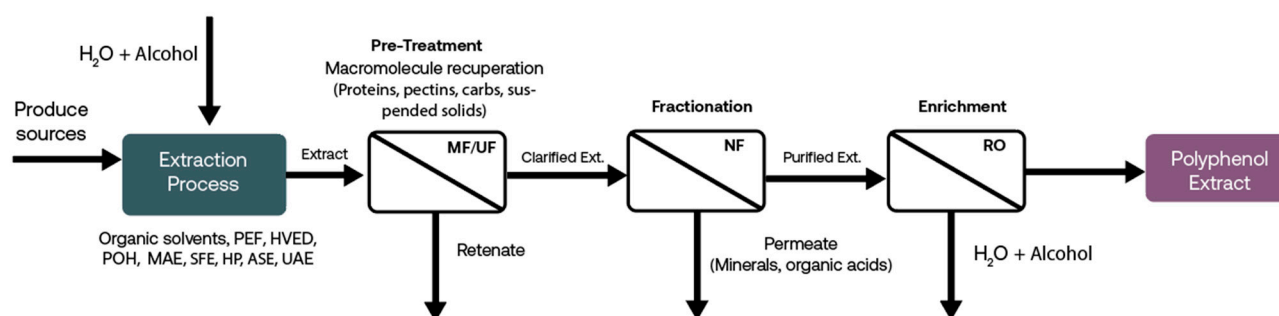 H₂O + Alcohol
Produce
sources
Extraction
Process
Organic solvents, PEF, HVED,
POH, MAE, SFE, HP, ASE, UAE
Extract
Pre-Treatment
Macromolecule recuperation
(Proteins, pectins, carbs, sus-
pended solids)
MF/UF
Retenate
Clarified Ext.
Fractionation
NF
Permeate
(Minerals, organic acids)
Purified Ext.
Enrichment
RO
H₂O + Alcohol
Polyphenol
Extract